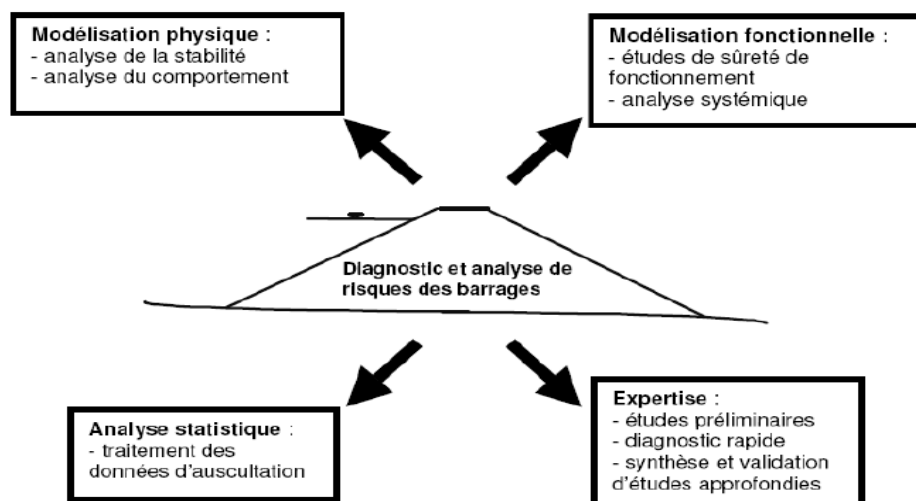 Modélisation physique :
- analyse de la stabilité
- analyse du comportement
Modélisation fonctionnelle :
- études de sûreté de
fonctionnement
- analyse systémique
Diagnostic et analyse de
risques des barrages
Analyse statistique :
- traitement des
données d'auscultation
Expertise :
- études préliminaires
- diagnostic rapide
- synthèse et validation
d'études approfondies